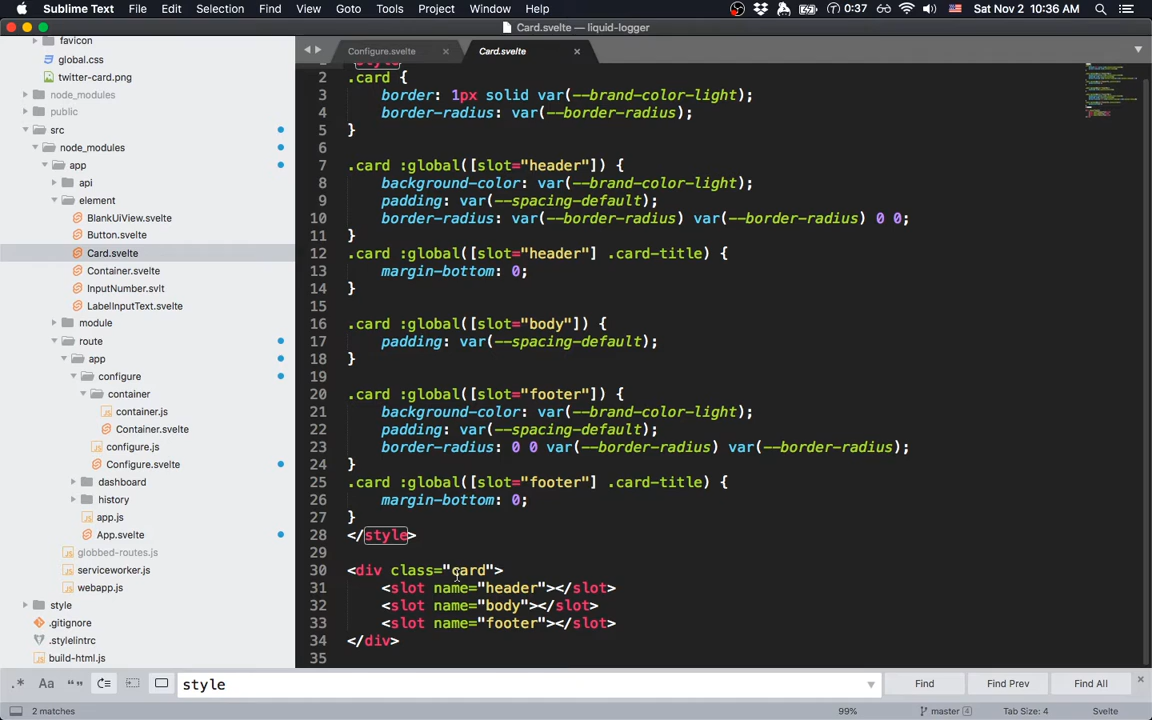 Sublime Text File Edit Selection Find View Goto Tools Project Window Help 0:37 Sat Nov 2 10:36 AM
Card.svelte — liquid-logger
favicon
global.css
twitter-card.png
node_modules
public
src
node_modules
app
api
element
BlankUiView.svelte
Button.svelte
Card.svelte
Container.svelte
InputNumber.svlt
LabelInputText.svelte
module
route
app
configure
container
container.js
Container.svelte
configure.js
Configure.svelte
dashboard
history
app.js
App.svelte
globbed-routes.js
serviceworker.js
webapp.js
style
.gitignore
.stylelintrc
build-html.js
Configure.svelte × Card.svelte ×
1 <style>
2 .card {
3 border: 1px solid var(--brand-color-light);
4 border-radius: var(--border-radius);
5 }
6
7 .card :global([slot="header"]) {
8 background-color: var(--brand-color-light);
9 padding: var(--spacing-default);
10 border-radius: var(--border-radius) var(--border-radius) 0 0;
11 }
12 .card :global([slot="header"] .card-title) {
13 margin-bottom: 0;
14 }
15
16 .card :global([slot="body"]) {
17 padding: var(--spacing-default);
18 }
19
20 .card :global([slot="footer"]) {
21 background-color: var(--brand-color-light);
22 padding: var(--spacing-default);
23 border-radius: 0 0 var(--border-radius) var(--border-radius);
24 }
25 .card :global([slot="footer"] .card-title) {
26 margin-bottom: 0;
27 }
28 </style>
29
30 <div class="card">
31 <slot name="header"></slot>
32 <slot name="body"></slot>
33 <slot name="footer"></slot>
34 </div>
35
.* Aa “” style Find Find Prev Find All
2 matches 99% master 4 Tab Size: 4 Svelte